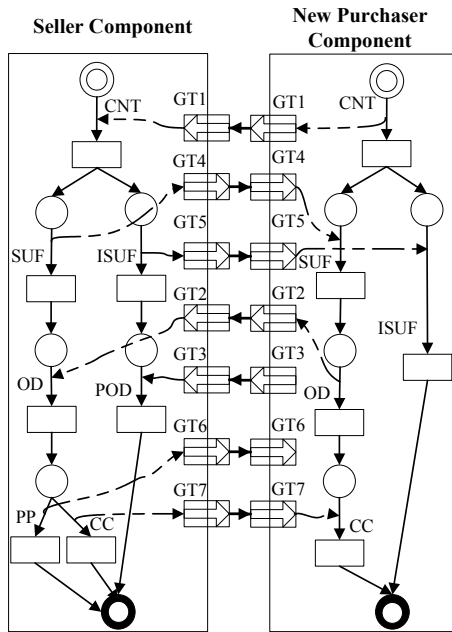 Seller Component
New Purchaser
Component
CNT
GT1
GT1
CNT
GT4
GT4
GT5
GT5
SUF
ISUF
SUF
GT2
GT2
ISUF
GT3
GT3
OD
POD
OD
GT6
GT6
PP
CC
GT7
GT7
CC